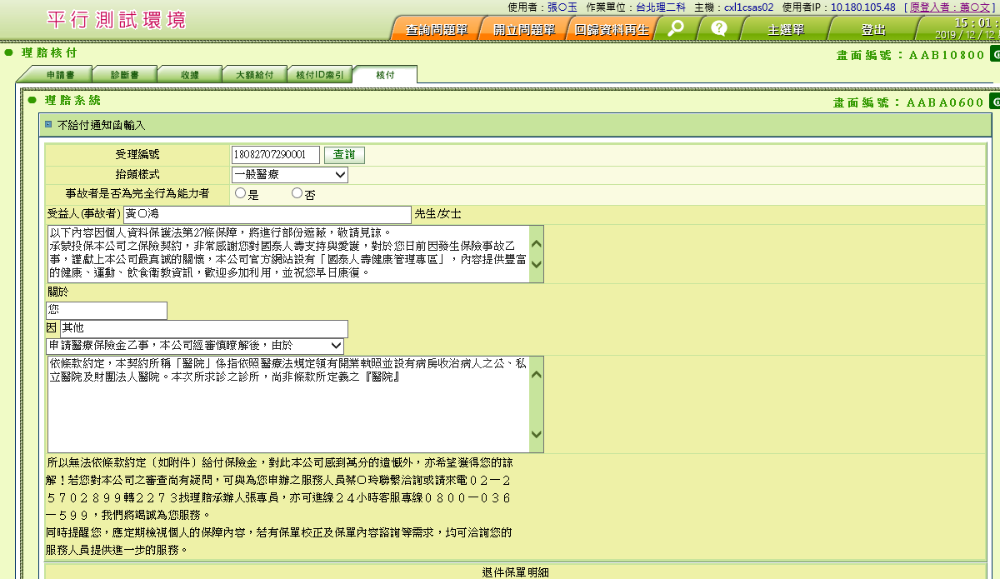 平行測試環境
使用者：張○玉 作業單位：台北理二科 主機：cxl1csas02 使用者IP：10.180.105.48 [原登入者：蕭○文]
查詢問題單 開立問題單 回歸資料再生 主選單 登出
15:01:
2019/12/12
理賠核付
畫面編號：AAB10800
申請書 診斷書 收據 大額給付 核付ID索引 核付
理賠系統
畫面編號：AABA0600
不給付通知函輸入
受理編號 18082707290001 查詢
抬頭樣式 一般醫療
事故者是否為完全行為能力者 是 否
受益人(事故者) 黃○鴻 先生/女士
以下內容因個人資料保護法第27條保障，將進行部份遮蔽，敬請見諒。
承蒙投保本公司之保險契約，非常感謝您對國泰人壽支持與愛護，對於您日前因發生保險事故乙
事，謹獻上本公司最真誠的關懷，本公司官方網站設有「國泰人壽健康管理專區」，內容提供豐富
的健康、運動、飲食衛教資訊，歡迎多加利用，並祝您早日康復。
關於
您
因 其他
申請醫療保險金乙事，本公司經審慎瞭解後，由於
依條款約定，本契約所稱「醫院」係指依照醫療法規定領有開業執照並設有病房收治病人之公、私
立醫院及財團法人醫院。本次所求診之診所，尚非條款所定義之『醫院』
所以無法依條款約定〔如附件〕給付保險金，對此本公司感到萬分的遺憾外，亦希望獲得您的諒
解！若您對本公司之審查尚有疑問，可與為您申辦之服務人員蔡○玲聯繫洽詢或請來電０２－２
５７０２８９９轉２２７３找理賠承辦人張專員，亦可進線２４小時客服專線０８００－０３６
－５９９，我們將竭誠為您服務。
同時提醒您，應定期檢視個人的保障內容，若有保單校正及保單內容諮詢等需求，均可洽詢您的
服務人員提供進一步的服務。
退件保單明細